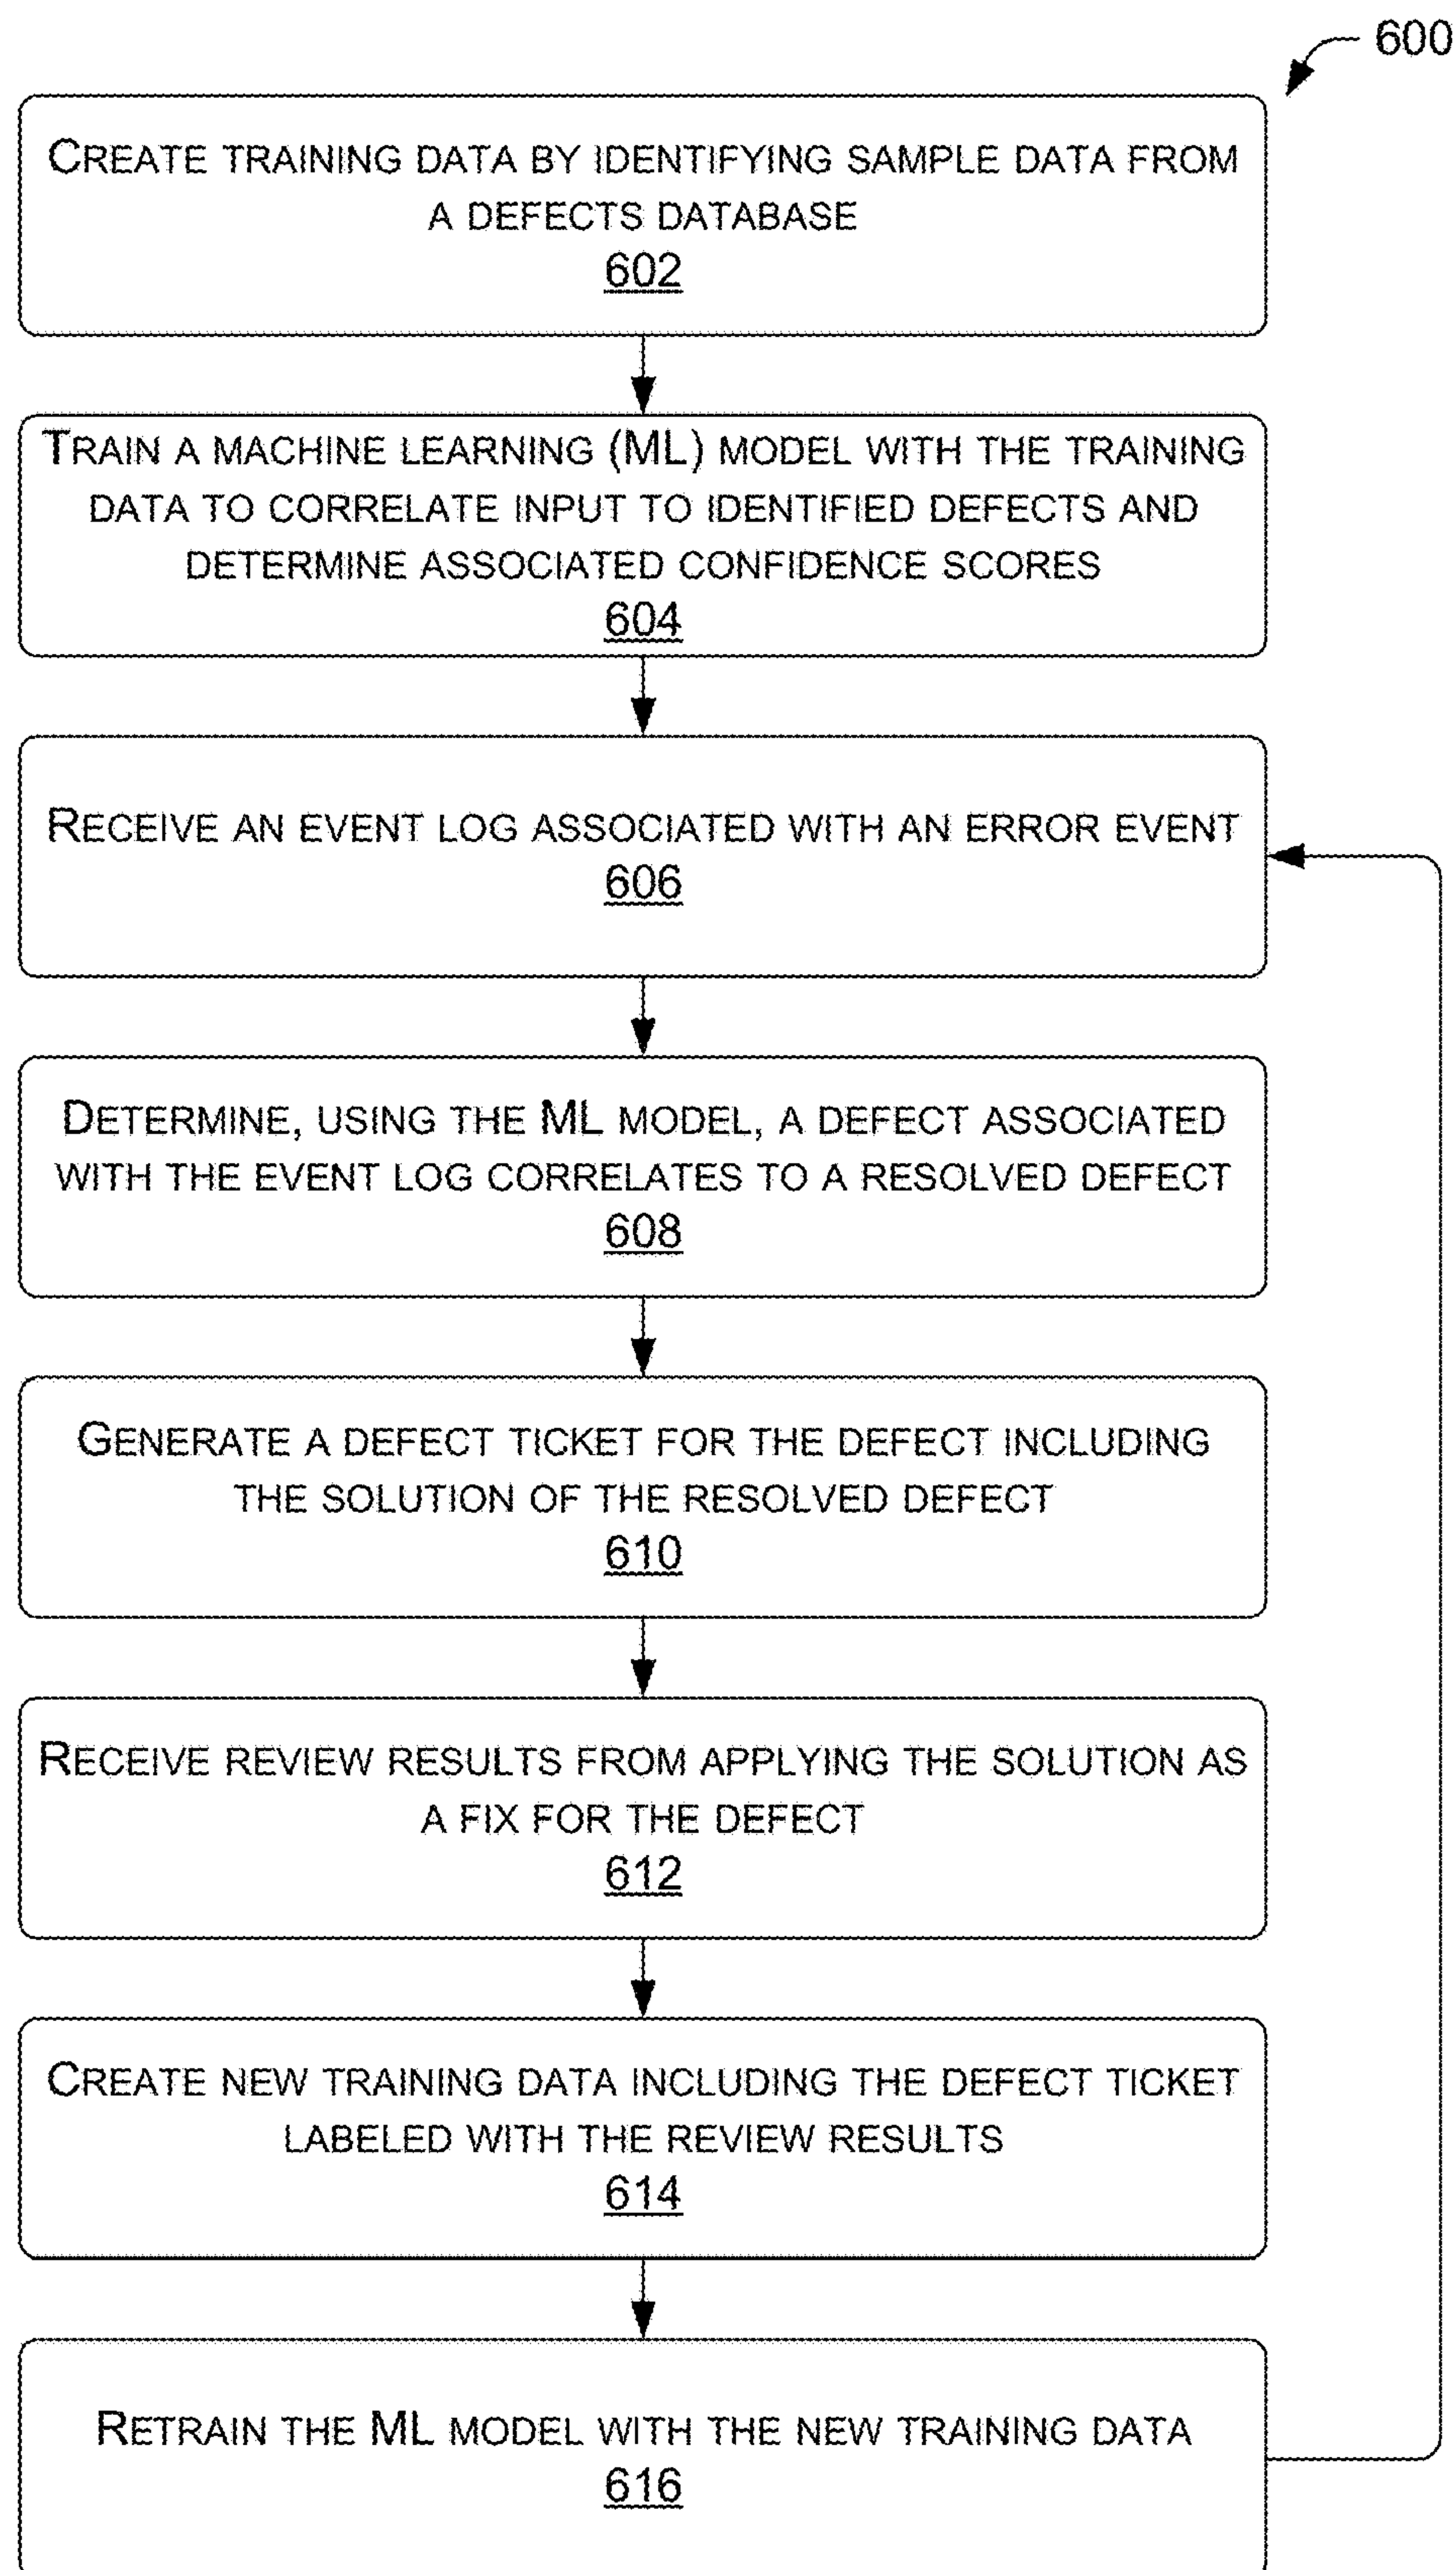 600
CREATE TRAINING DATA BY IDENTIFYING SAMPLE DATA FROM
A DEFECTS DATABASE
602
TRAIN A MACHINE LEARNING (ML) MODEL WITH THE TRAINING
DATA TO CORRELATE INPUT TO IDENTIFIED DEFECTS AND
DETERMINE ASSOCIATED CONFIDENCE SCORES
604
RECEIVE AN EVENT LOG ASSOCIATED WITH AN ERROR EVENT
606
DETERMINE, USING THE ML MODEL, A DEFECT ASSOCIATED
WITH THE EVENT LOG CORRELATES TO A RESOLVED DEFECT
608
GENERATE A DEFECT TICKET FOR THE DEFECT INCLUDING
THE SOLUTION OF THE RESOLVED DEFECT
610
RECEIVE REVIEW RESULTS FROM APPLYING THE SOLUTION AS
A FIX FOR THE DEFECT
612
CREATE NEW TRAINING DATA INCLUDING THE DEFECT TICKET
LABELED WITH THE REVIEW RESULTS
614
RETRAIN THE ML MODEL WITH THE NEW TRAINING DATA
616